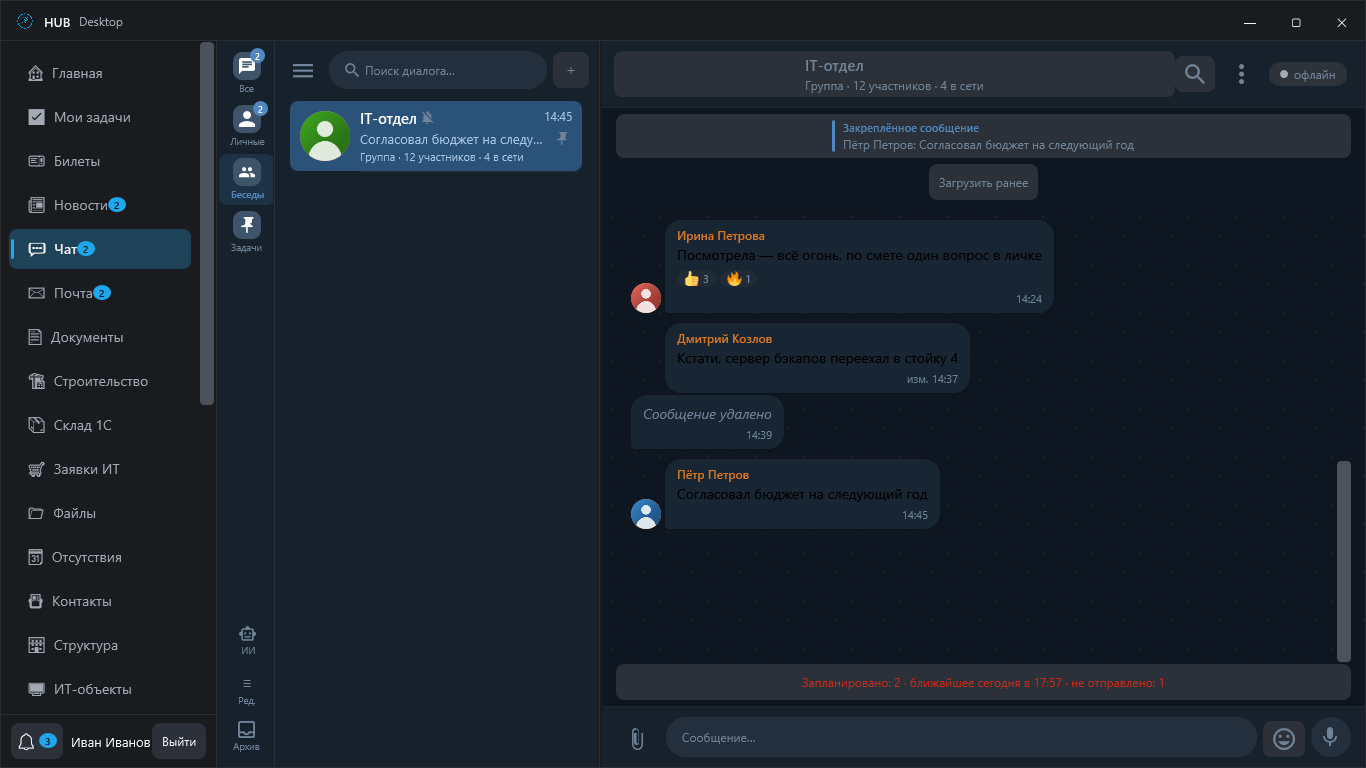 HUB Desktop
Главная
Мои задачи
Билеты
Новости 2
Чат 2
Почта 2
Документы
Строительство
Склад 1С
Заявки ИТ
Файлы
31 Отсутствия
Контакты
Структура
ИТ-объекты
3 Иван Иванов Выйти
2
Все
2
Личные
Беседы
Задачи
ИИ
Ред.
Архив
Поиск диалога...
+
IT-отдел 14:45
Согласовал бюджет на следу...
Группа · 12 участников · 4 в сети
IT-отдел
Группа · 12 участников · 4 в сети
офлайн
Закреплённое сообщение
Пётр Петров: Согласовал бюджет на следующий год
Загрузить ранее
Ирина Петрова
Посмотрела — всё огонь, по смете один вопрос в личке
👍 3 🔥 1
14:24
Дмитрий Козлов
Кстати, сервер бэкапов переехал в стойку 4
изм. 14:37
Сообщение удалено
14:39
Пётр Петров
Согласовал бюджет на следующий год
14:45
Запланировано: 2 · ближайшее сегодня в 17:57 · не отправлено: 1
Сообщение...